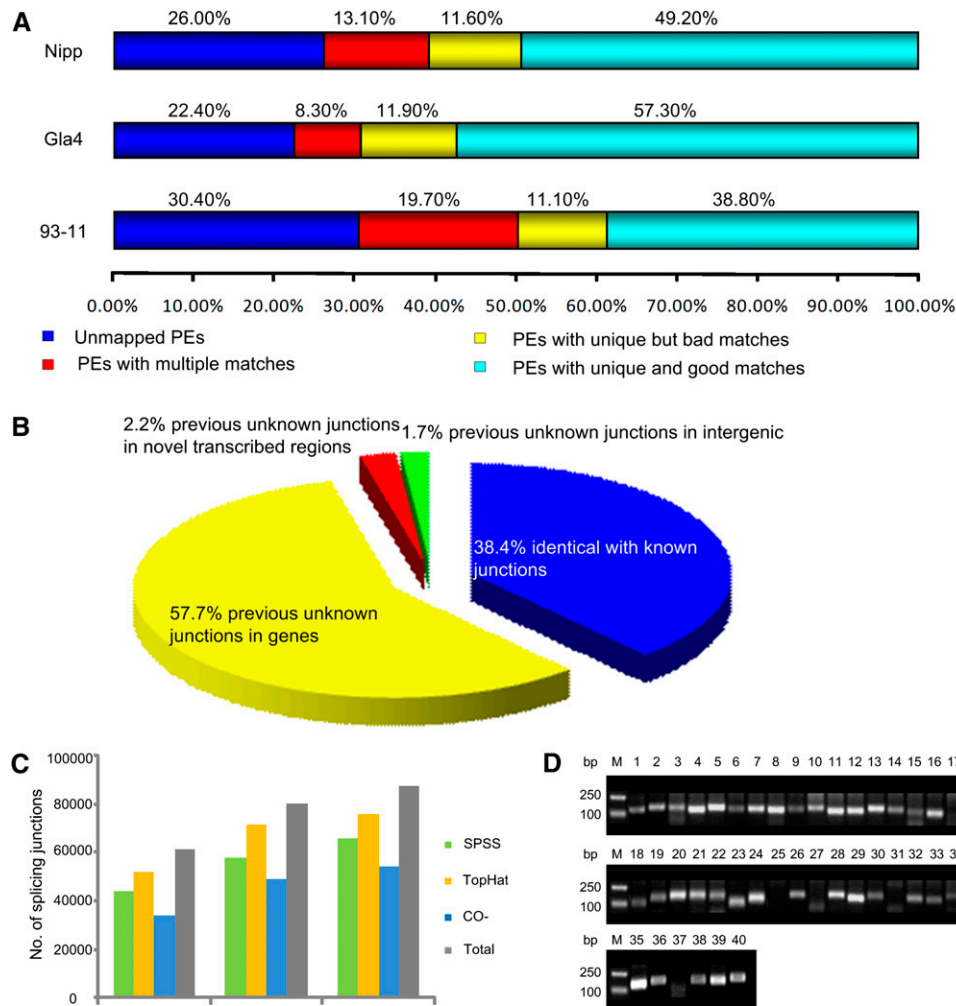 A
26.00% 13.10% 11.60% 49.20%
Nipp
22.40% 8.30% 11.90% 57.30%
Gla4
30.40% 19.70% 11.10% 38.80%
93-11
0.00% 10.00% 20.00% 30.00% 40.00% 50.00% 60.00% 70.00% 80.00% 90.00% 100.00%
Unmapped PEs
PEs with multiple matches
PEs with unique but bad matches
PEs with unique and good matches
B
2.2% previous unknown junctions
in novel transcribed regions
1.7% previous unknown junctions in intergenic
38.4% identical with known
junctions
57.7% previous unknown
junctions in genes
C
No. of splicing junctions
100000
80000
60000
40000
20000
0
SPSS
TopHat
CO-
Total
D
bp M 1 2 3 4 5 6 7 8 9 10 11 12 13 14 15 16 17
250
100
bp M 18 19 20 21 22 23 24 25 26 27 28 29 30 31 32 33
250
100
bp M 35 36 37 38 39 40
250
100